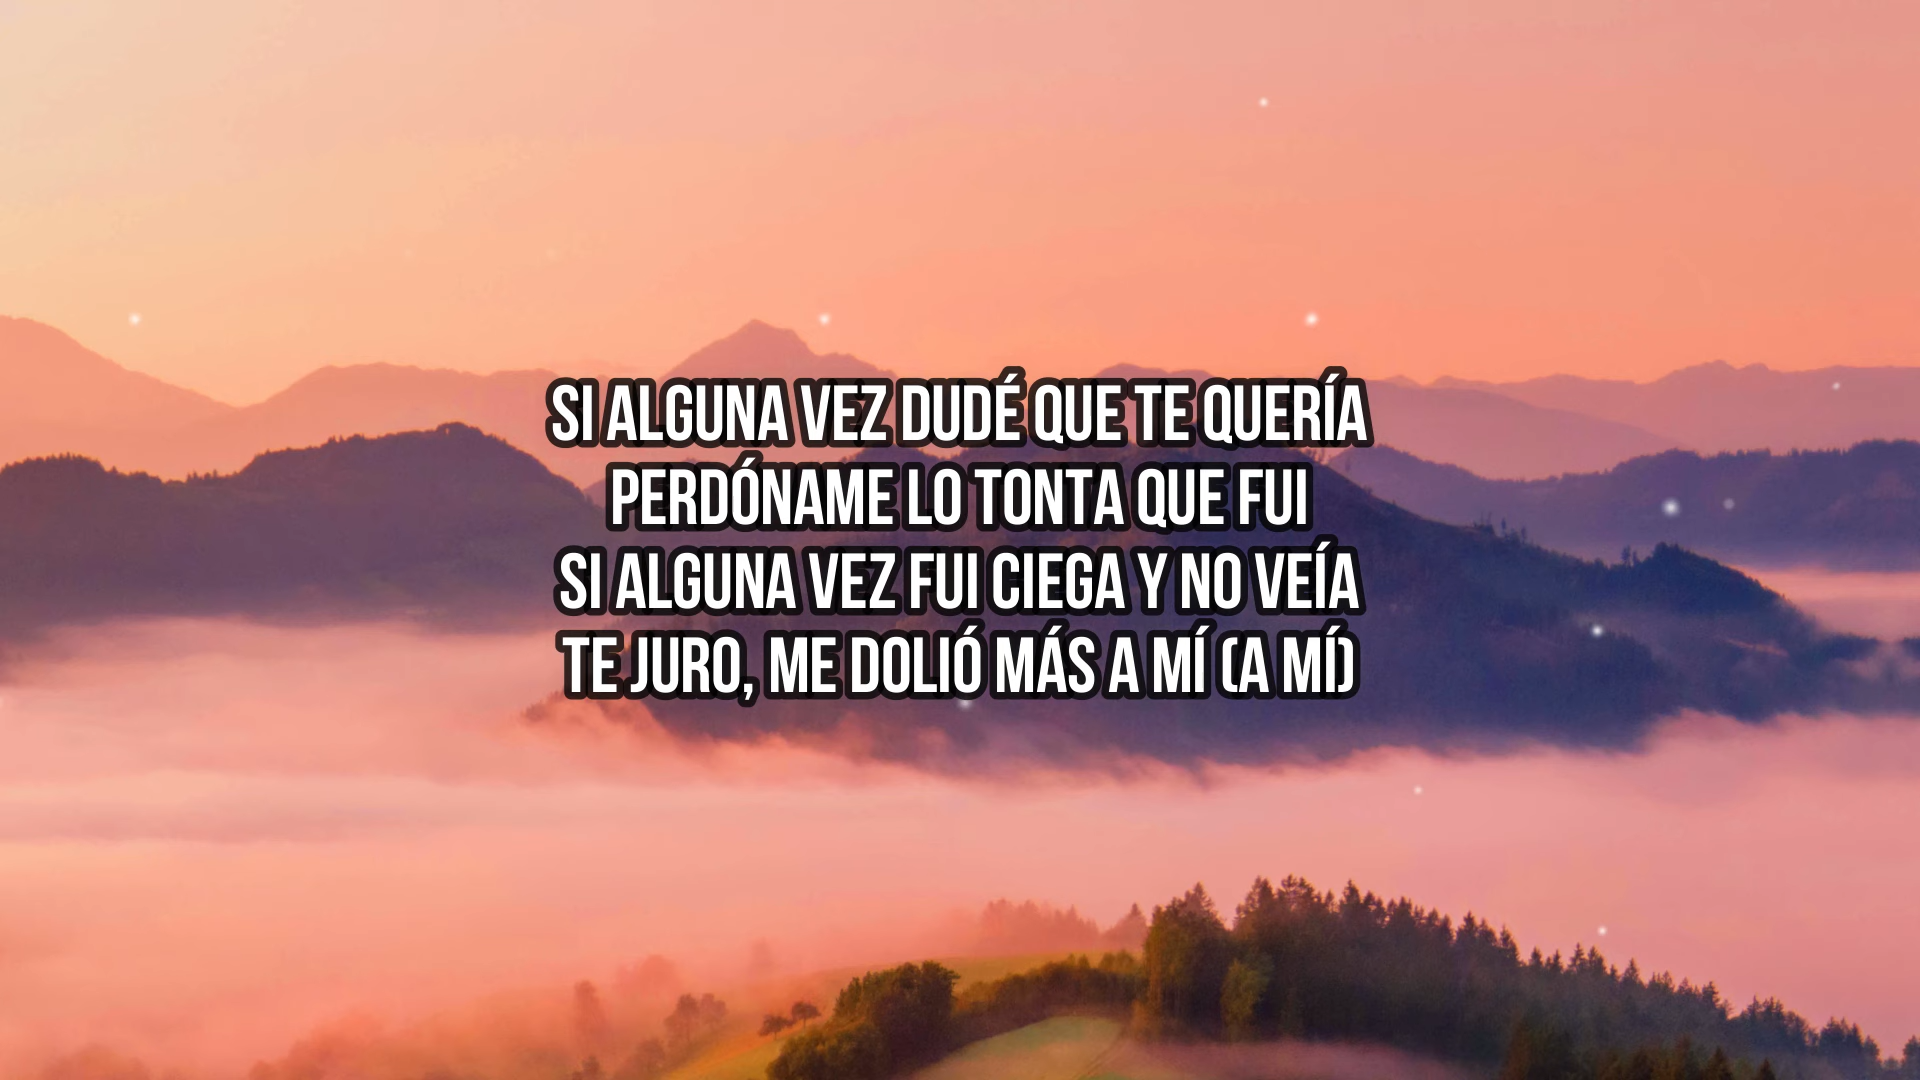 SI ALGUNA VEZ DUDÉ QUE TE QUERÍA
PERDÓNAME LO TONTA QUE FUI
SI ALGUNA VEZ FUI CIEGA Y NO VEÍA
TE JURO, ME DOLIÓ MÁS A MÍ (A MÍ)